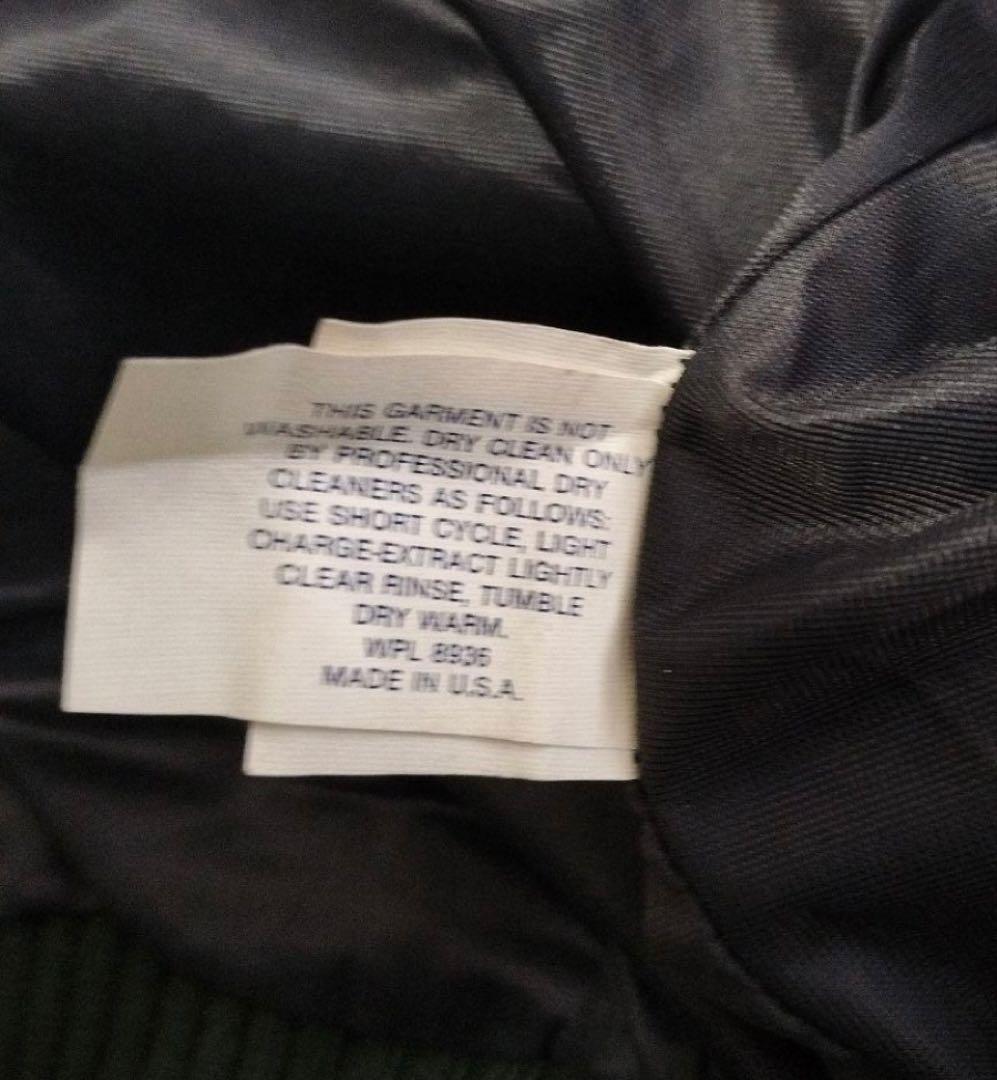 THIS GARMENT IS NOT
WASHABLE. DRY CLEAN ONLY
BY PROFESSIONAL DRY
CLEANERS AS FOLLOWS:
USE SHORT CYCLE, LIGHT
CHARGE-EXTRACT LIGHTLY
CLEAR RINSE, TUMBLE
DRY WARM.
WPL 8936
MADE IN U.S.A.